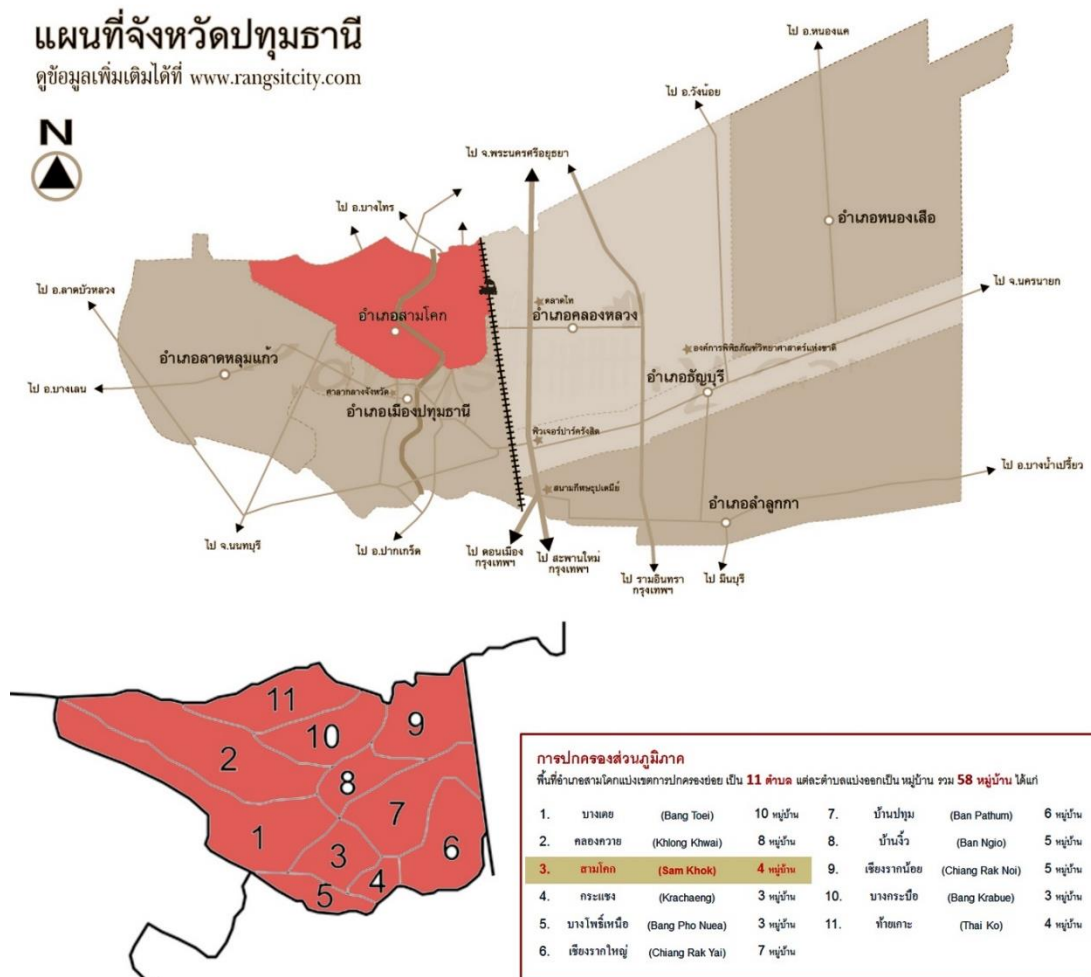 แผนที่จังหวัดปทุมธานี
ดูข้อมูลเพิ่มเติมได้ที่ www.rangsitcity.com
N
ไป อ.หนองแค
ไป อ.วังน้อย
ไป จ.พระนครศรีอยุธยา
ไป อ.บางไทร
อำเภอหนองเสือ
ไป อ.ลาดบัวหลวง
ไป จ.นครนายก
ตลาดไท
อำเภอสามโคก
อำเภอคลองหลวง
องค์การพิพิธภัณฑ์วิทยาศาสตร์แห่งชาติ
อำเภอลาดหลุมแก้ว
อำเภอธัญบุรี
ไป อ.บางเลน
ศาลากลางจังหวัด
อำเภอเมืองปทุมธานี
ฟิวเจอร์ปาร์ครังสิต
ไป อ.บางน้ำเปรี้ยว
สนามกีฬาธูปเตมีย์
อำเภอลำลูกกา
ไป จ.นนทบุรี
ไป อ.ปากเกร็ด
ไป ดอนเมือง
กรุงเทพฯ
ไป สะพานใหม่
กรุงเทพฯ
ไป รามอินทรา
กรุงเทพฯ
ไป มีนบุรี
11
9
10
2
8
7
1
3
6
4
5
การปกครองส่วนภูมิภาค
พื้นที่อำเภอสามโคกแบ่งเขตการปกครองย่อย เป็น 11 ตำบล แต่ละตำบลแบ่งออกเป็น หมู่บ้าน รวม 58 หมู่บ้าน ได้แก่
1. บางเตย (Bang Toei) 10 หมู่บ้าน 7. บ้านปทุม (Ban Pathum) 6 หมู่บ้าน
2. คลองควาย (Khlong Khwai) 8 หมู่บ้าน 8. บ้านงิ้ว (Ban Ngio) 5 หมู่บ้าน
3. สามโคก (Sam Khok) 4 หมู่บ้าน 9. เชียงรากน้อย (Chiang Rak Noi) 5 หมู่บ้าน
4. กระแชง (Krachaeng) 3 หมู่บ้าน 10. บางกระบือ (Bang Krabue) 3 หมู่บ้าน
5. บางโพธิ์เหนือ (Bang Pho Nuea) 3 หมู่บ้าน 11. ท้ายเกาะ (Thai Ko) 4 หมู่บ้าน
6. เชียงรากใหญ่ (Chiang Rak Yai) 7 หมู่บ้าน